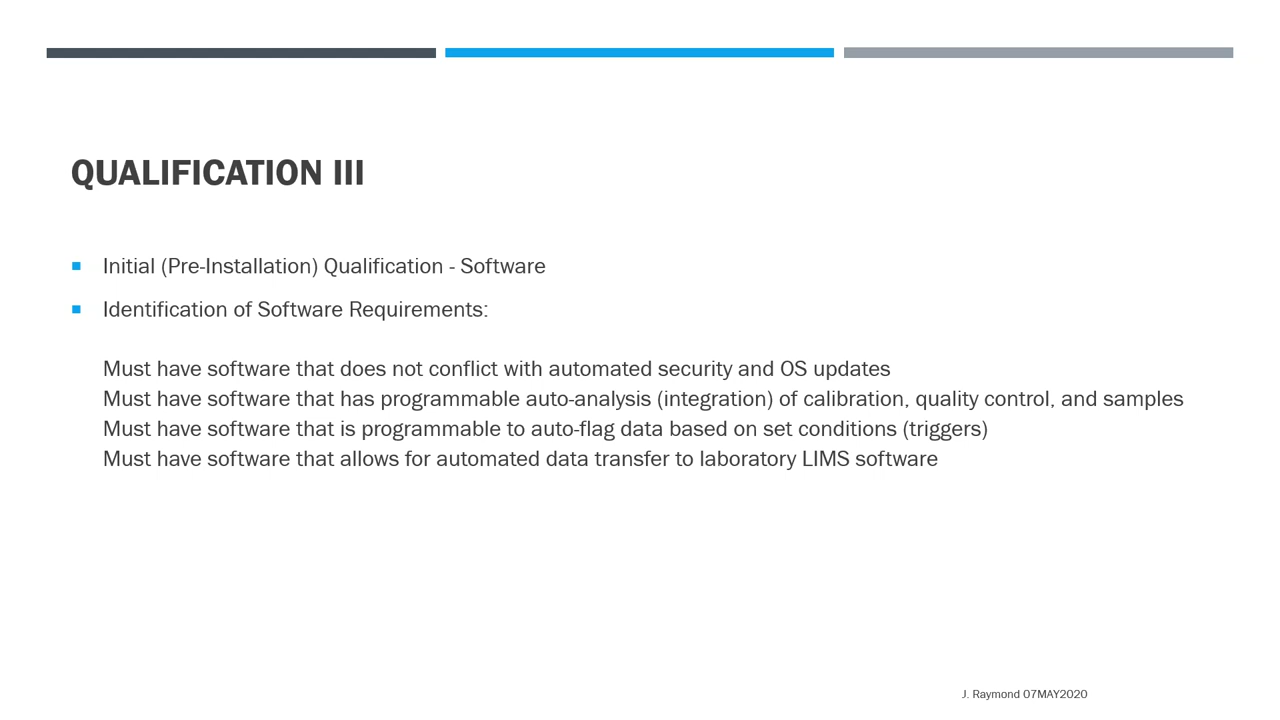 QUALIFICATION III
Initial (Pre-Installation) Qualification - Software
Identification of Software Requirements:
Must have software that does not conflict with automated security and OS updates
Must have software that has programmable auto-analysis (integration) of calibration, quality control, and samples
Must have software that is programmable to auto-flag data based on set conditions (triggers)
Must have software that allows for automated data transfer to laboratory LIMS software
J. Raymond 07MAY2020